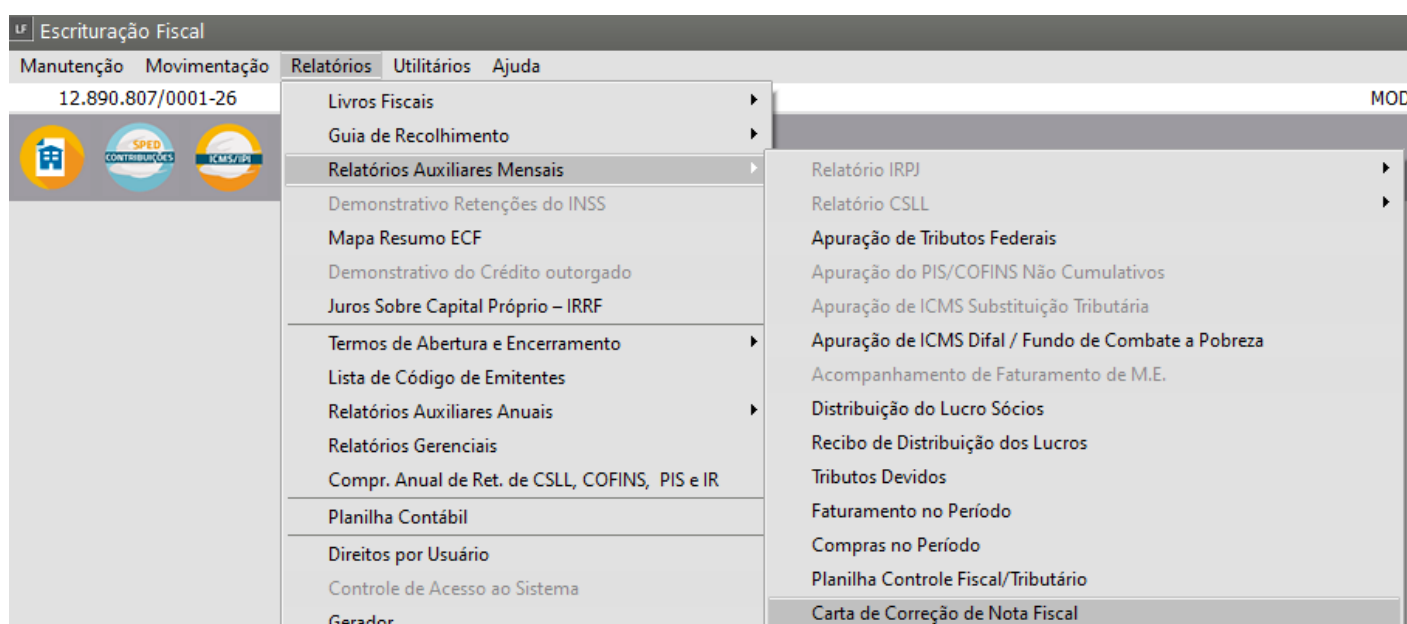 LF Escrituração Fiscal
Manutenção Movimentação Relatórios Utilitários Ajuda
12.890.807/0001-26
MOD
SPED
CONTRIBUIÇÕES
ICMS/IPI
Livros Fiscais
Guia de Recolhimento
Relatórios Auxiliares Mensais
Demonstrativo Retenções do INSS
Mapa Resumo ECF
Demonstrativo do Crédito outorgado
Juros Sobre Capital Próprio – IRRF
Termos de Abertura e Encerramento
Lista de Código de Emitentes
Relatórios Auxiliares Anuais
Relatórios Gerenciais
Compr. Anual de Ret. de CSLL, COFINS, PIS e IR
Planilha Contábil
Direitos por Usuário
Controle de Acesso ao Sistema
Gerador
Relatório IRPJ
Relatório CSLL
Apuração de Tributos Federais
Apuração do PIS/COFINS Não Cumulativos
Apuração de ICMS Substituição Tributária
Apuração de ICMS Difal / Fundo de Combate a Pobreza
Acompanhamento de Faturamento de M.E.
Distribuição do Lucro Sócios
Recibo de Distribuição dos Lucros
Tributos Devidos
Faturamento no Período
Compras no Período
Planilha Controle Fiscal/Tributário
Carta de Correção de Nota Fiscal